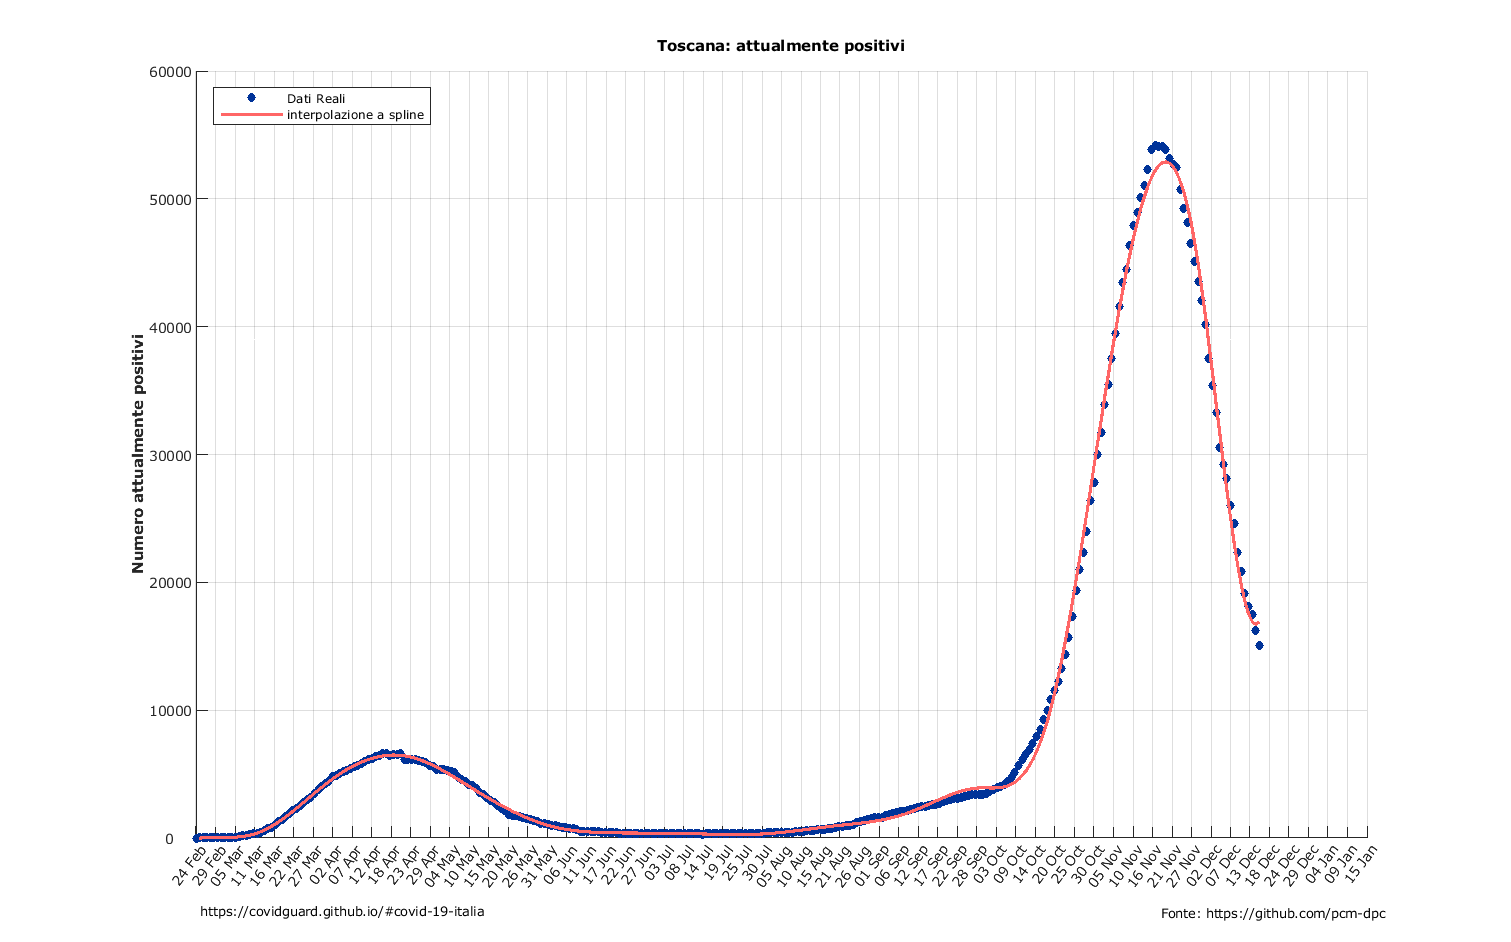 Toscana: attualmente positivi
Dati Reali
interpolazione a spline
Numero attualmente positivi
60000
50000
40000
30000
20000
10000
0
24 Feb
29 Feb
05 Mar
11 Mar
16 Mar
22 Mar
27 Mar
02 Apr
07 Apr
12 Apr
18 Apr
23 Apr
29 Apr
04 May
10 May
15 May
20 May
26 May
31 May
06 Jun
11 Jun
17 Jun
22 Jun
27 Jun
03 Jul
08 Jul
14 Jul
19 Jul
25 Jul
30 Jul
05 Aug
10 Aug
15 Aug
21 Aug
26 Aug
01 Sep
06 Sep
12 Sep
17 Sep
22 Sep
28 Sep
03 Oct
09 Oct
14 Oct
20 Oct
25 Oct
30 Oct
05 Nov
10 Nov
16 Nov
21 Nov
27 Nov
02 Dec
07 Dec
13 Dec
18 Dec
24 Dec
29 Dec
04 Jan
09 Jan
15 Jan
https://covidguard.github.io/#covid-19-italia
Fonte: https://github.com/pcm-dpc